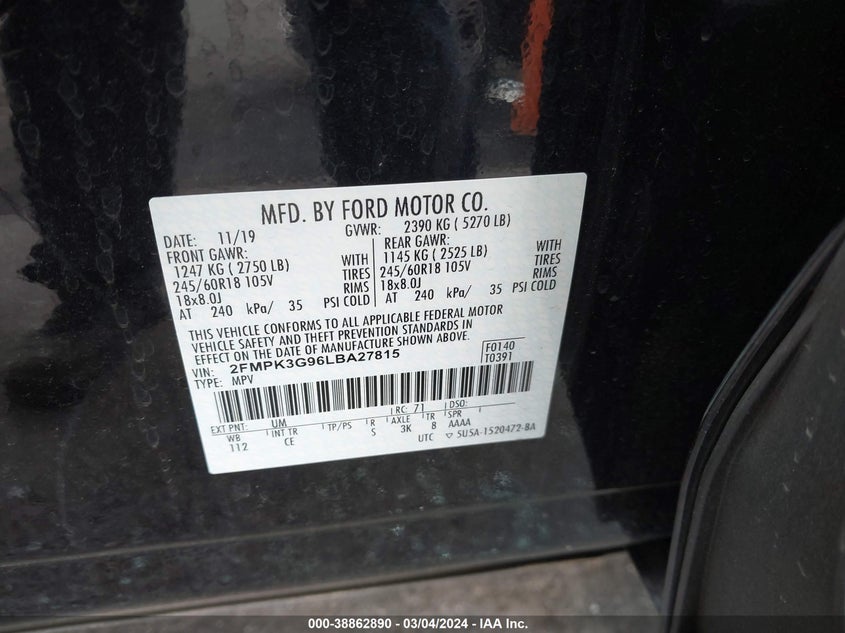 MFD. BY FORD MOTOR CO.
DATE: 11/19 GVWR: 2390 KG ( 5270 LB)
FRONT GAWR: REAR GAWR:
1247 KG ( 2750 LB) WITH 1145 KG ( 2525 LB) WITH
245/60R18 105V TIRES 245/60R18 105V TIRES
18x8.0J RIMS 18x8.0J RIMS
AT 240 kPa/ 35 PSI COLD AT 240 kPa/ 35 PSI COLD
THIS VEHICLE CONFORMS TO ALL APPLICABLE FEDERAL MOTOR
VEHICLE SAFETY AND THEFT PREVENTION STANDARDS IN
EFFECT ON THE DATE OF MANUFACTURE SHOWN ABOVE.
VIN: 2FMPK3G96LBA27815 F0140
TYPE: MPV T0391
EXT PNT: UM RC: 71 DSO:
WB INT TR TP/PS R AXLE TR SPR
112 CE S 3K 8 AAAA
UTC ▽ 5U5A-1520472-BA
000-38862890 - 03/04/2024 - IAA Inc.